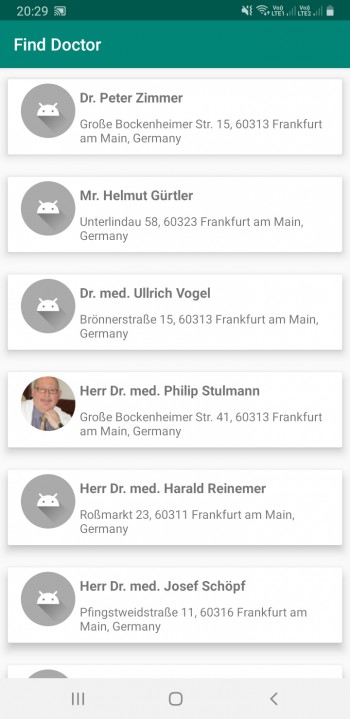 20:29
Vo) LTE1 Vo) LTE2
Find Doctor
Dr. Peter Zimmer
Große Bockenheimer Str. 15, 60313 Frankfurt
am Main, Germany
Mr. Helmut Gürtler
Unterlindau 58, 60323 Frankfurt am Main,
Germany
Dr. med. Ullrich Vogel
Brönnerstraße 15, 60313 Frankfurt am Main,
Germany
Herr Dr. med. Philip Stulmann
Große Bockenheimer Str. 41, 60313 Frankfurt
am Main, Germany
Herr Dr. med. Harald Reinemer
Roßmarkt 23, 60311 Frankfurt am Main,
Germany
Herr Dr. med. Josef Schöpf
Pfingstweidstraße 11, 60316 Frankfurt am
Main, Germany